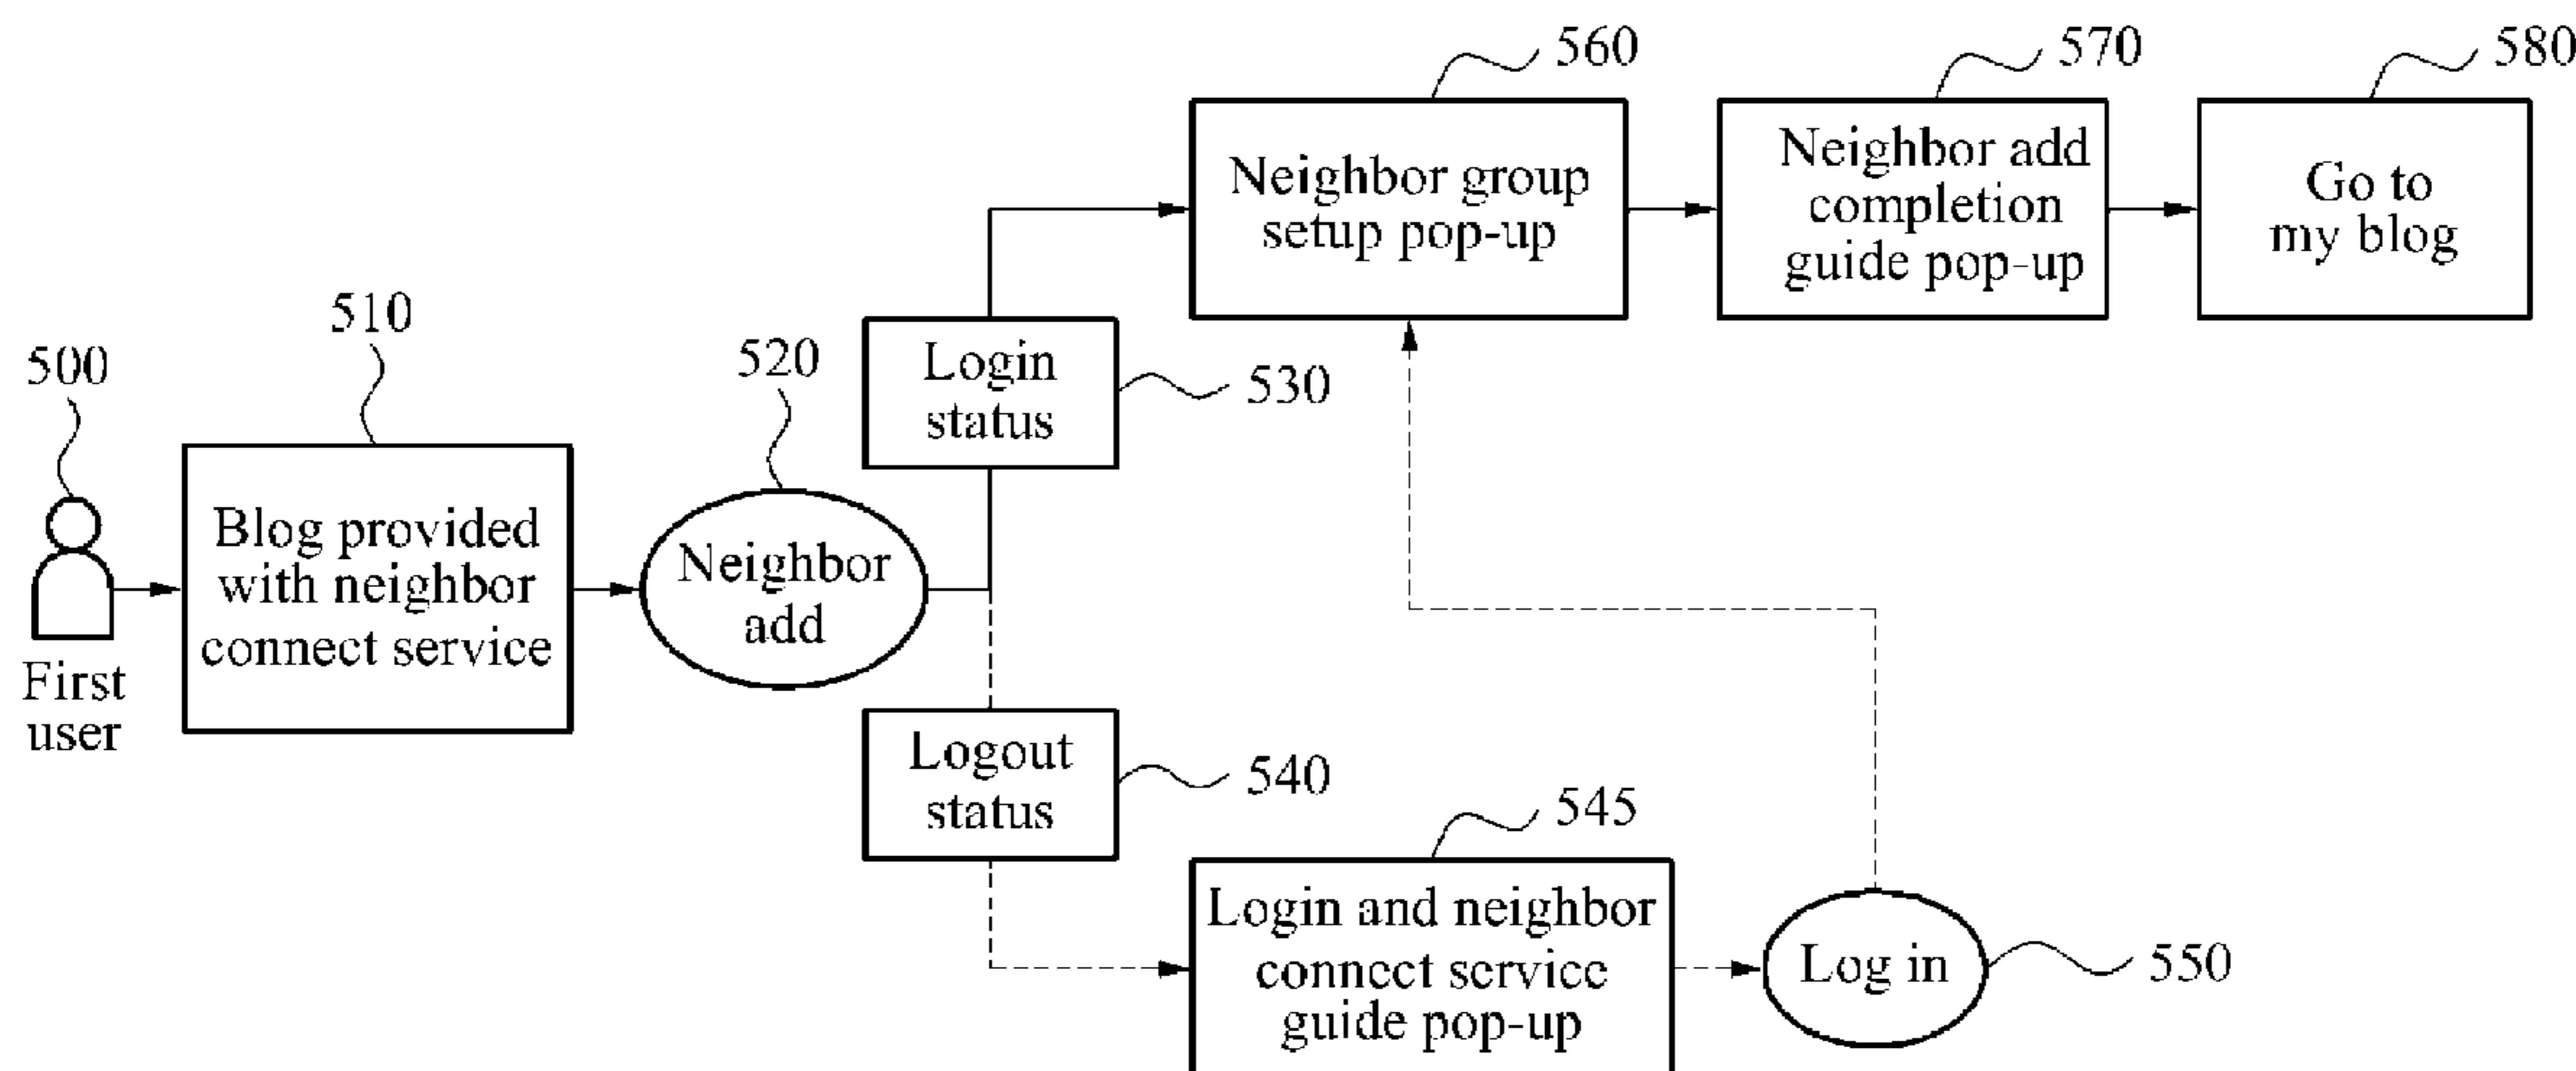 500
First
user
510
Blog provided
with neighbor
connect service
520
Neighbor
add
Login
status
530
Logout
status
540
545
Login and neighbor
connect service
guide pop-up
Log in
550
560
Neighbor group
setup pop-up
570
Neighbor add
completion
guide pop-up
580
Go to
my blog